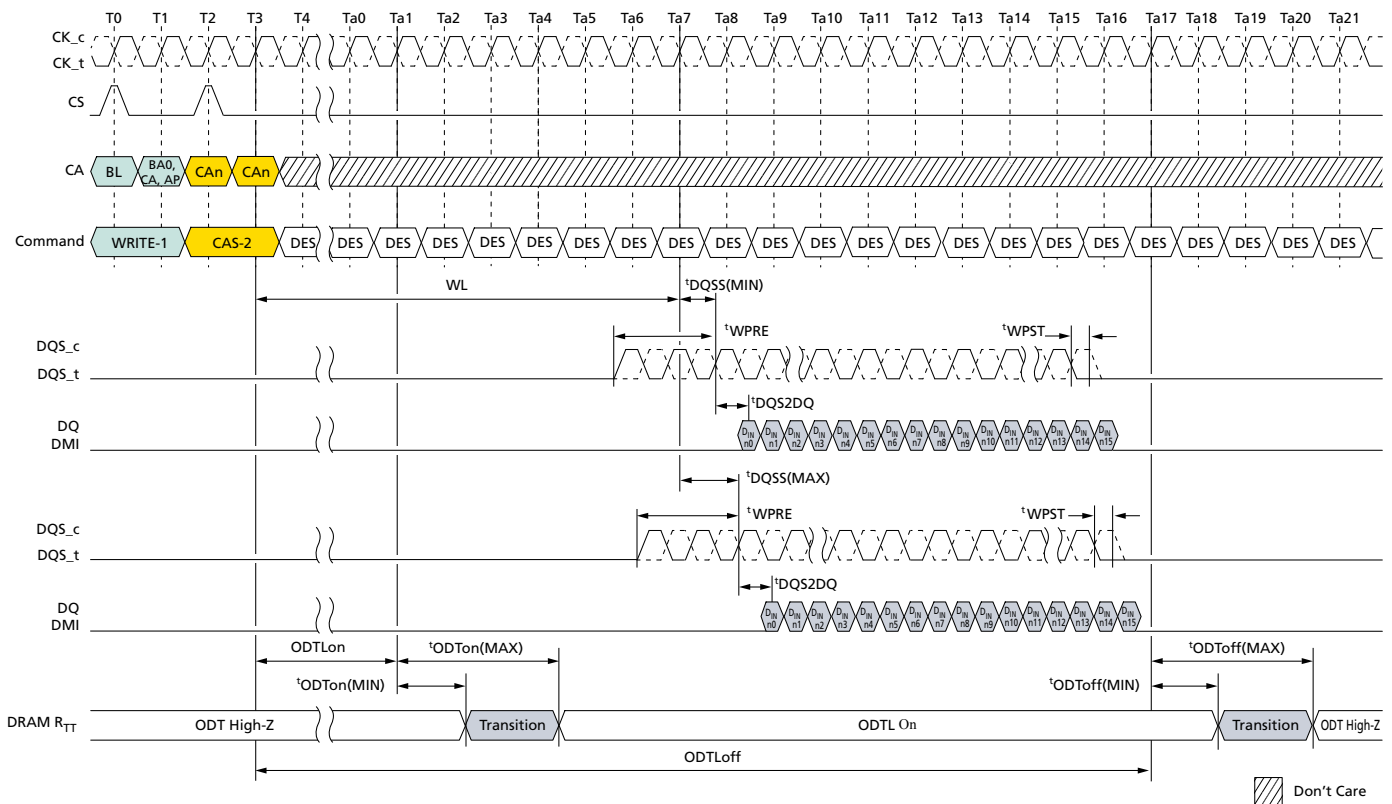 T0 T1 T2 T3 T4 Ta0 Ta1 Ta2 Ta3 Ta4 Ta5 Ta6 Ta7 Ta8 Ta9 Ta10 Ta11 Ta12 Ta13 Ta14 Ta15 Ta16 Ta17 Ta18 Ta19 Ta20 Ta21
CK_c
CK_t
CS
CA BL BA0, CA, AP CAn CAn
Command WRITE-1 CAS-2 DES DES DES DES DES DES DES DES DES DES DES DES DES DES DES DES DES DES DES DES DES DES DES
WL tDQSS(MIN)
tWPRE tWPST
DQS_c
DQS_t
tDQS2DQ
DQ
DMI
DIN n0 DIN n1 DIN n2 DIN n3 DIN n4 DIN n5 DIN n6 DIN n7 DIN n8 DIN n9 DIN n10 DIN n11 DIN n12 DIN n13 DIN n14 DIN n15
tDQSS(MAX)
tWPRE tWPST
DQS_c
DQS_t
tDQS2DQ
DQ
DMI
DIN n0 DIN n1 DIN n2 DIN n3 DIN n4 DIN n5 DIN n6 DIN n7 DIN n8 DIN n9 DIN n10 DIN n11 DIN n12 DIN n13 DIN n14 DIN n15
ODTLon tODTon(MAX) tODToff(MAX)
tODTon(MIN) tODToff(MIN)
DRAM RTT ODT High-Z Transition ODTL On Transition ODT High-Z
ODTLoff
Don't Care